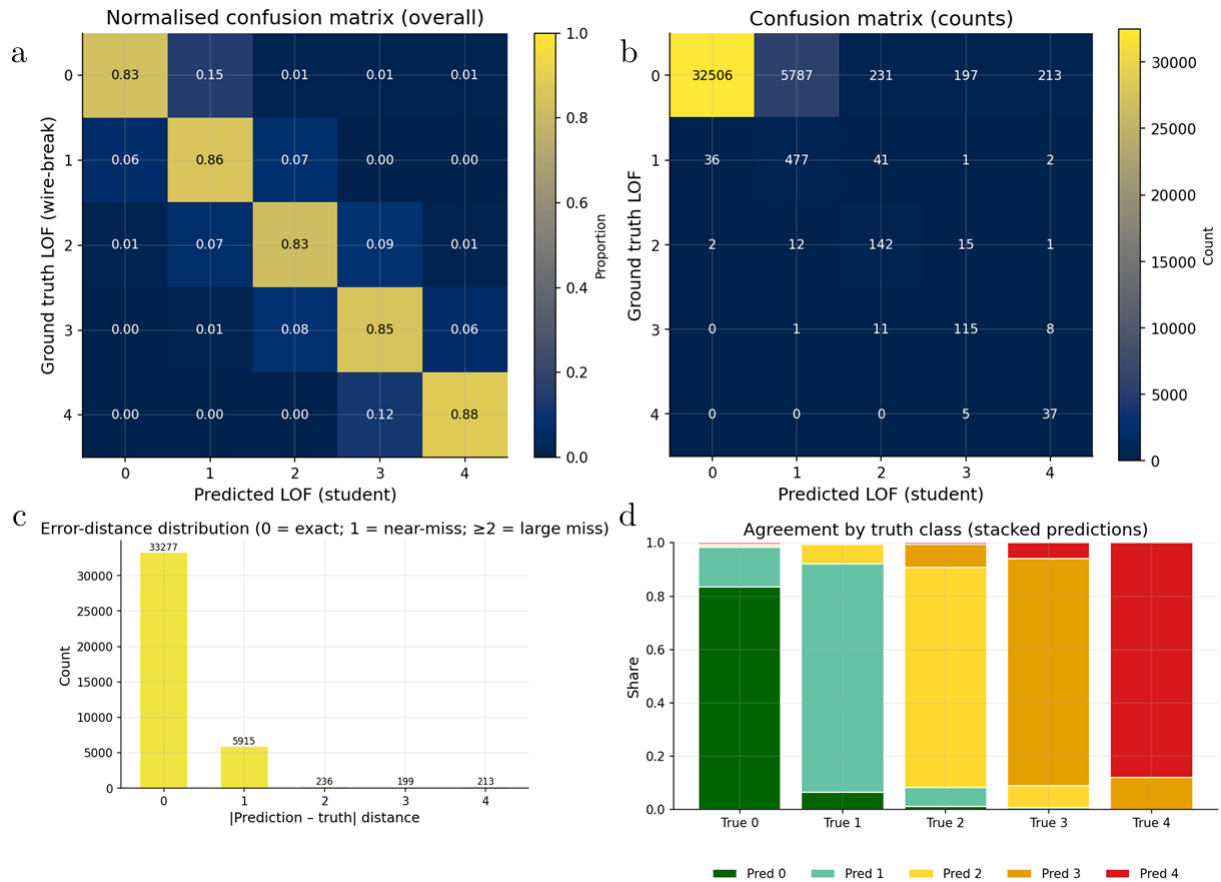 a
Normalised confusion matrix (overall)
Ground truth LOF (wire-break)
0 0.83 0.15 0.01 0.01 0.01
1 0.06 0.86 0.07 0.00 0.00
2 0.01 0.07 0.83 0.09 0.01
3 0.00 0.01 0.08 0.85 0.06
4 0.00 0.00 0.00 0.12 0.88
0 1 2 3 4
Predicted LOF (student)
1.0
0.8
0.6
0.4
0.2
0.0
Proportion
b
Confusion matrix (counts)
Ground truth LOF
0 32506 5787 231 197 213
1 36 477 41 1 2
2 2 12 142 15 1
3 0 1 11 115 8
4 0 0 0 5 37
0 1 2 3 4
Predicted LOF (student)
30000
25000
20000
15000
10000
5000
0
Count
c
Error-distance distribution (0 = exact; 1 = near-miss; ≥2 = large miss)
Count
30000
25000
20000
15000
10000
5000
0
33277 5915 236 199 213
0 1 2 3 4
|Prediction – truth| distance
d
Agreement by truth class (stacked predictions)
Share
1.0
0.8
0.6
0.4
0.2
0.0
True 0 True 1 True 2 True 3 True 4
Pred 0 Pred 1 Pred 2 Pred 3 Pred 4